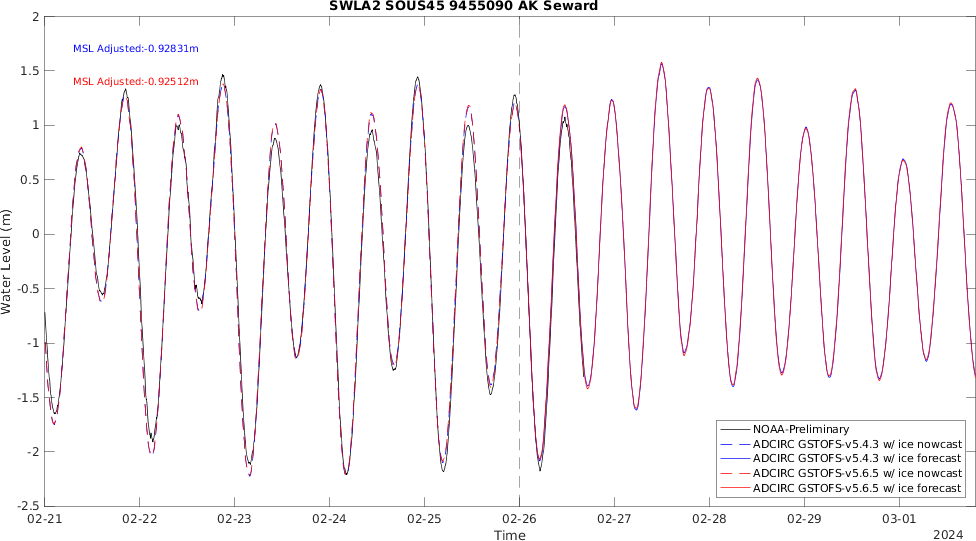 SWLA2 SOUS45 9455090 AK Seward
MSL Adjusted:-0.92831m
MSL Adjusted:-0.92512m
Water Level (m)
2
1.5
1
0.5
0
-0.5
-1
-1.5
-2
-2.5
NOAA-Preliminary
ADCIRC GSTOFS-v5.4.3 w/ ice nowcast
ADCIRC GSTOFS-v5.4.3 w/ ice forecast
ADCIRC GSTOFS-v5.6.5 w/ ice nowcast
ADCIRC GSTOFS-v5.6.5 w/ ice forecast
02-21 02-22 02-23 02-24 02-25 02-26 02-27 02-28 02-29 03-01
Time
2024